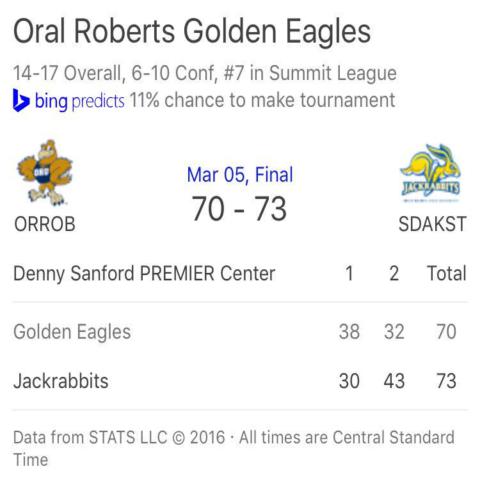 Oral Roberts Golden Eagles
14-17 Overall, 6-10 Conf, #7 in Summit League
bing predicts 11% chance to make tournament
ORU
JACKRABBITS
Mar 05, Final
70 - 73
ORROB
SDAKST
Denny Sanford PREMIER Center 1 2 Total
Golden Eagles 38 32 70
Jackrabbits 30 43 73
Data from STATS LLC © 2016 · All times are Central Standard
Time